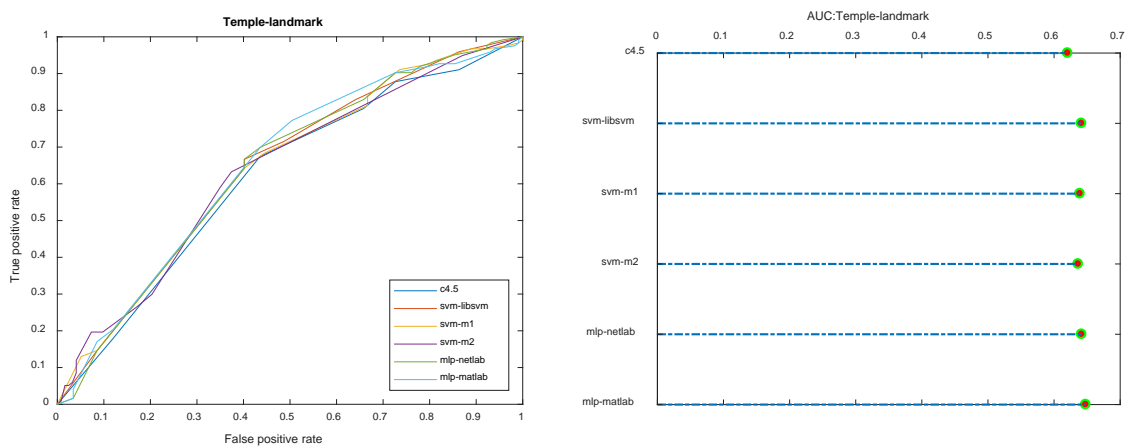 Temple-landmark
1
0.9
0.8
0.7
0.6
0.5
0.4
0.3
0.2
0.1
0
True positive rate
0 0.1 0.2 0.3 0.4 0.5 0.6 0.7 0.8 0.9 1
False positive rate
c4.5
svm-libsvm
svm-m1
svm-m2
mlp-netlab
mlp-matlab
AUC:Temple-landmark
0 0.1 0.2 0.3 0.4 0.5 0.6 0.7
c4.5
svm-libsvm
svm-m1
svm-m2
mlp-netlab
mlp-matlab